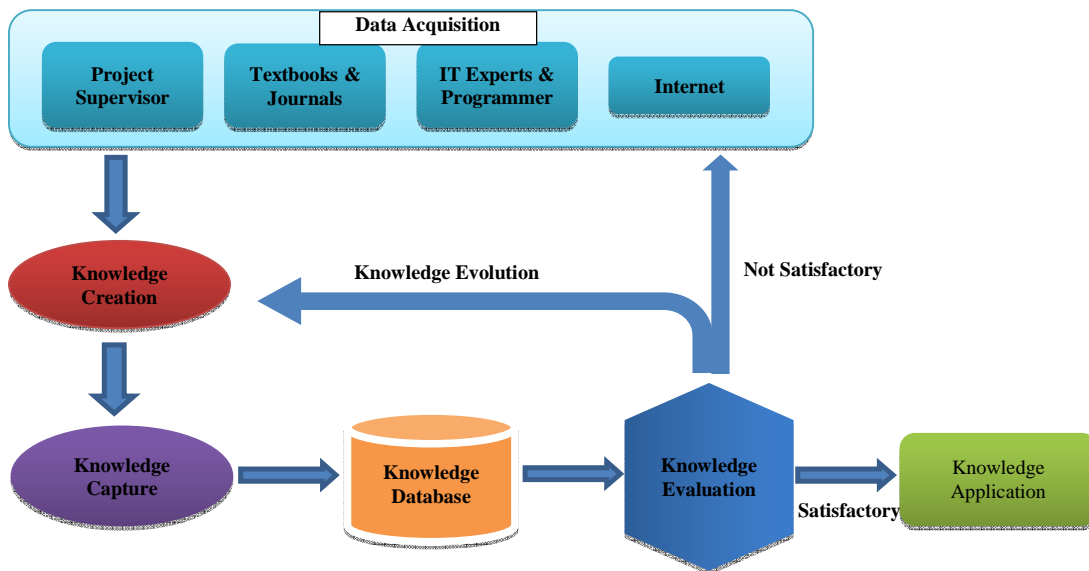 Data Acquisition
Project
Supervisor
Textbooks &
Journals
IT Experts &
Programmer
Internet
Knowledge
Creation
Knowledge Evolution
Not Satisfactory
Knowledge
Capture
Knowledge
Database
Knowledge
Evaluation
Satisfactory
Knowledge
Application